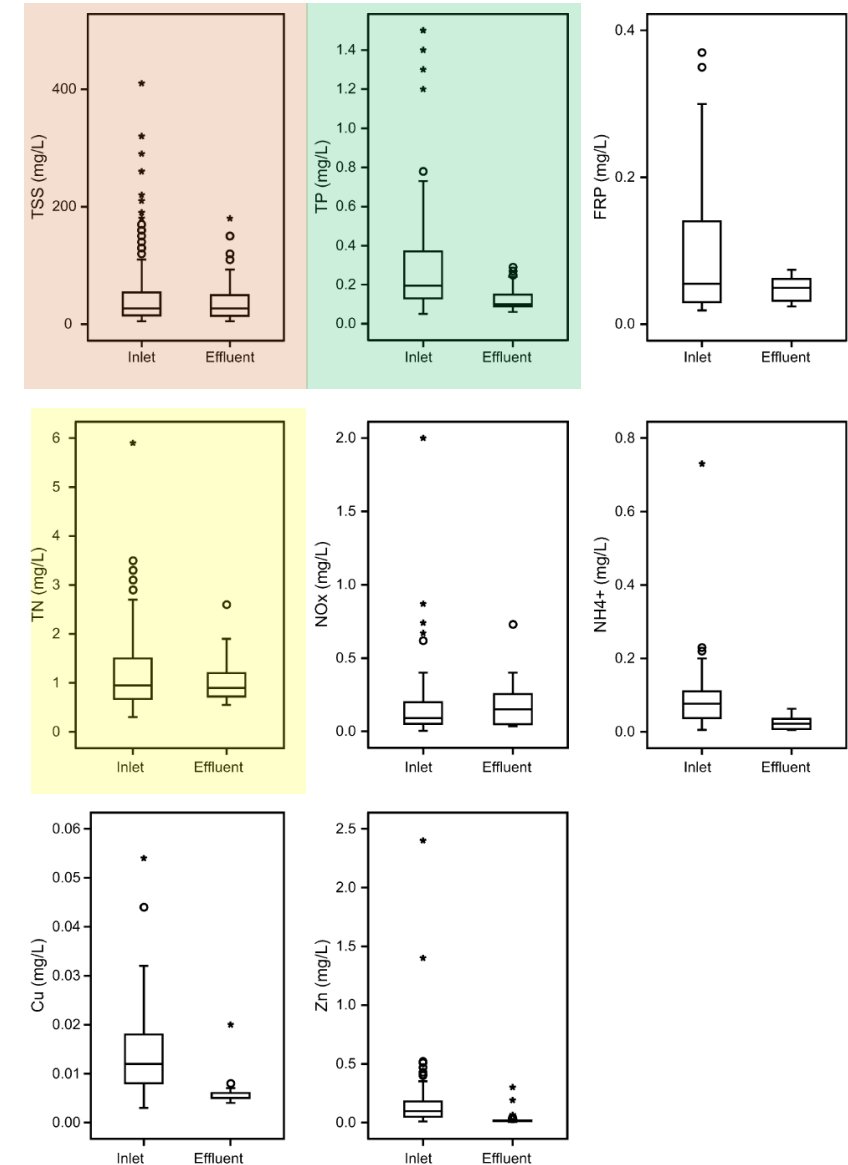 TSS (mg/L)
400
200
0
Inlet Effluent
TP (mg/L)
1.4
1.2
1.0
0.8
0.6
0.4
0.2
0.0
Inlet Effluent
FRP (mg/L)
0.4
0.2
0.0
Inlet Effluent
TN (mg/L)
6
5
4
3
2
1
0
Inlet Effluent
NOx (mg/L)
2.0
1.5
1.0
0.5
0.0
Inlet Effluent
NH4+ (mg/L)
0.8
0.6
0.4
0.2
0.0
Inlet Effluent
Cu (mg/L)
0.06
0.05
0.04
0.03
0.02
0.01
0.00
Inlet Effluent
Zn (mg/L)
2.5
2.0
1.5
1.0
0.5
0.0
Inlet Effluent